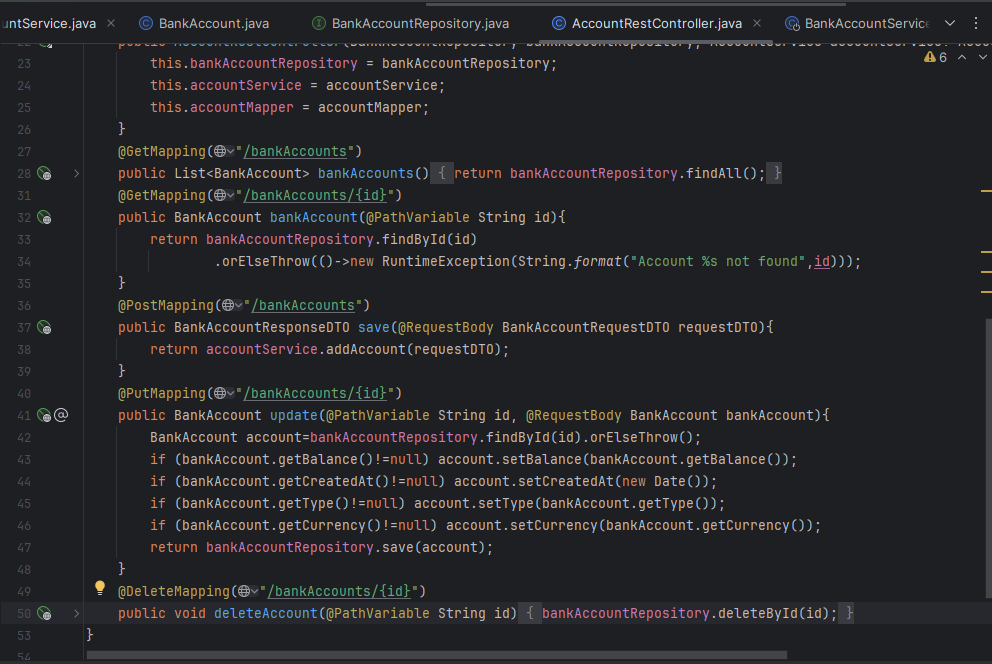 ntService.java BankAccount.java BankAccountRepository.java AccountRestController.java BankAccountService
6
23 this.bankAccountRepository = bankAccountRepository;
24 this.accountService = accountService;
25 this.accountMapper = accountMapper;
26 }
27 @GetMapping("/bankAccounts")
28 public List<BankAccount> bankAccounts() { return bankAccountRepository.findAll(); }
31 @GetMapping("/bankAccounts/{id}")
32 public BankAccount bankAccount(@PathVariable String id){
33 return bankAccountRepository.findById(id)
34 .orElseThrow(()->new RuntimeException(String.format("Account %s not found",id)));
35 }
36 @PostMapping("/bankAccounts")
37 public BankAccountResponseDTO save(@RequestBody BankAccountRequestDTO requestDTO){
38 return accountService.addAccount(requestDTO);
39 }
40 @PutMapping("/bankAccounts/{id}")
41 @ public BankAccount update(@PathVariable String id, @RequestBody BankAccount bankAccount){
42 BankAccount account=bankAccountRepository.findById(id).orElseThrow();
43 if (bankAccount.getBalance()!=null) account.setBalance(bankAccount.getBalance());
44 if (bankAccount.getCreatedAt()!=null) account.setCreatedAt(new Date());
45 if (bankAccount.getType()!=null) account.setType(bankAccount.getType());
46 if (bankAccount.getCurrency()!=null) account.setCurrency(bankAccount.getCurrency());
47 return bankAccountRepository.save(account);
48 }
49 @DeleteMapping("/bankAccounts/{id}")
50 public void deleteAccount(@PathVariable String id) { bankAccountRepository.deleteById(id); }
53 }
54